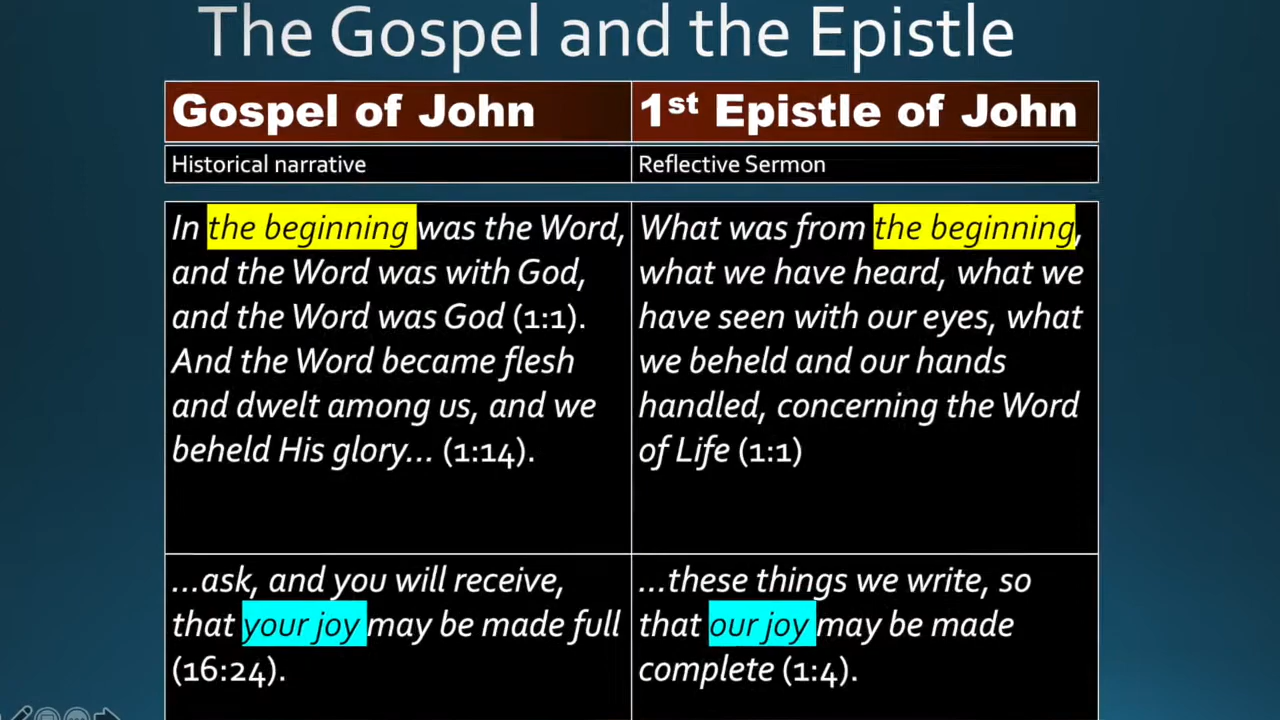 The Gospel and the Epistle
Gospel of John
1st Epistle of John
Historical narrative
Reflective Sermon
In the beginning was the Word,
and the Word was with God,
and the Word was God (1:1).
And the Word became flesh
and dwelt among us, and we
beheld His glory... (1:14).
What was from the beginning,
what we have heard, what we
have seen with our eyes, what
we beheld and our hands
handled, concerning the Word
of Life (1:1)
...ask, and you will receive,
that your joy may be made full
(16:24).
...these things we write, so
that our joy may be made
complete (1:4).